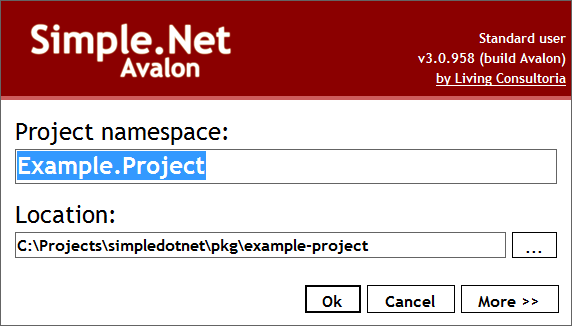 Simple.Net
Avalon
Standard user
v3.0.958 (build Avalon)
by Living Consultoria
Project namespace:
Example.Project
Location:
C:\Projects\simpledotnet\pkg\example-project
...
Ok
Cancel
More >>